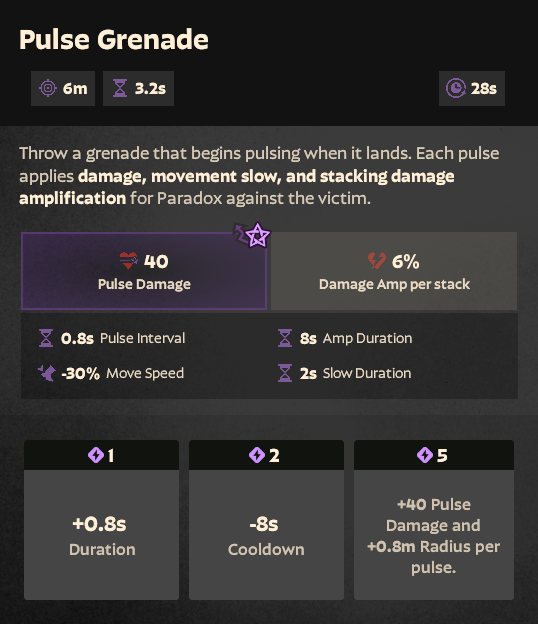 Pulse Grenade
6m 3.2s 28s
Throw a grenade that begins pulsing when it lands. Each pulse
applies damage, movement slow, and stacking damage
amplification for Paradox against the victim.
40 6%
Pulse Damage Damage Amp per stack
0.8s Pulse Interval 8s Amp Duration
-30% Move Speed 2s Slow Duration
1 2 5
+0.8s
Duration
-8s
Cooldown
+40 Pulse
Damage and
+0.8m Radius per
pulse.